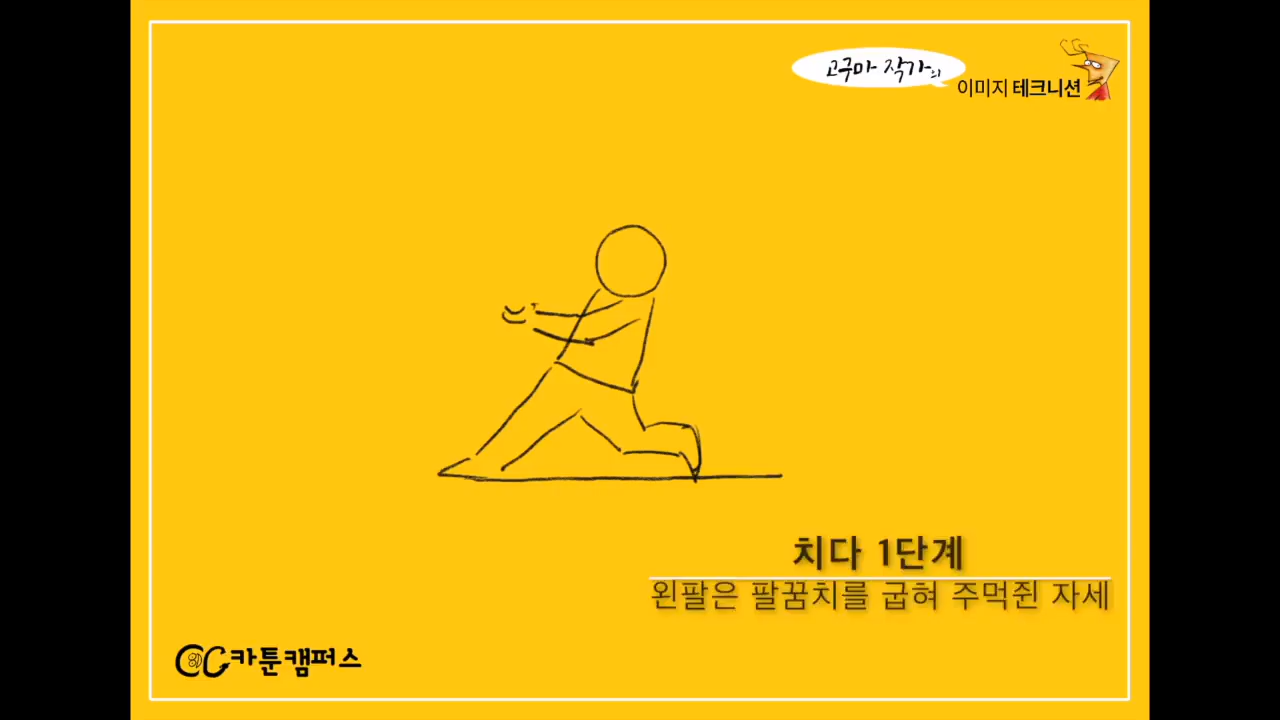 고구마 작가의
이미지 테크니션
치다 1단계
왼팔은 팔꿈치를 굽혀 주먹쥔 자세
카툰캠퍼스